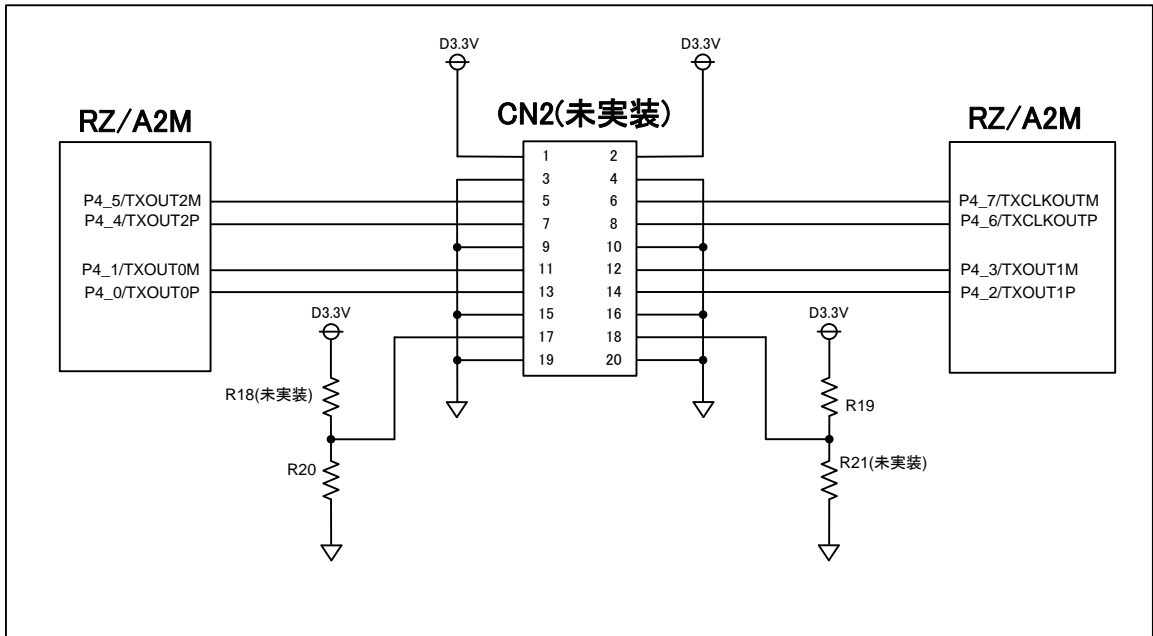 D3.3V
D3.3V
RZ/A2M
CN2(未実装)
RZ/A2M
1 2
3 4
P4_5/TXOUT2M 5 6 P4_7/TXCLKOUTM
P4_4/TXOUT2P 7 8 P4_6/TXCLKOUTP
9 10
P4_1/TXOUT0M 11 12 P4_3/TXOUT1M
P4_0/TXOUT0P 13 14 P4_2/TXOUT1P
D3.3V 15 16 D3.3V
17 18
19 20
R18(未実装)
R19
R20
R21(未実装)